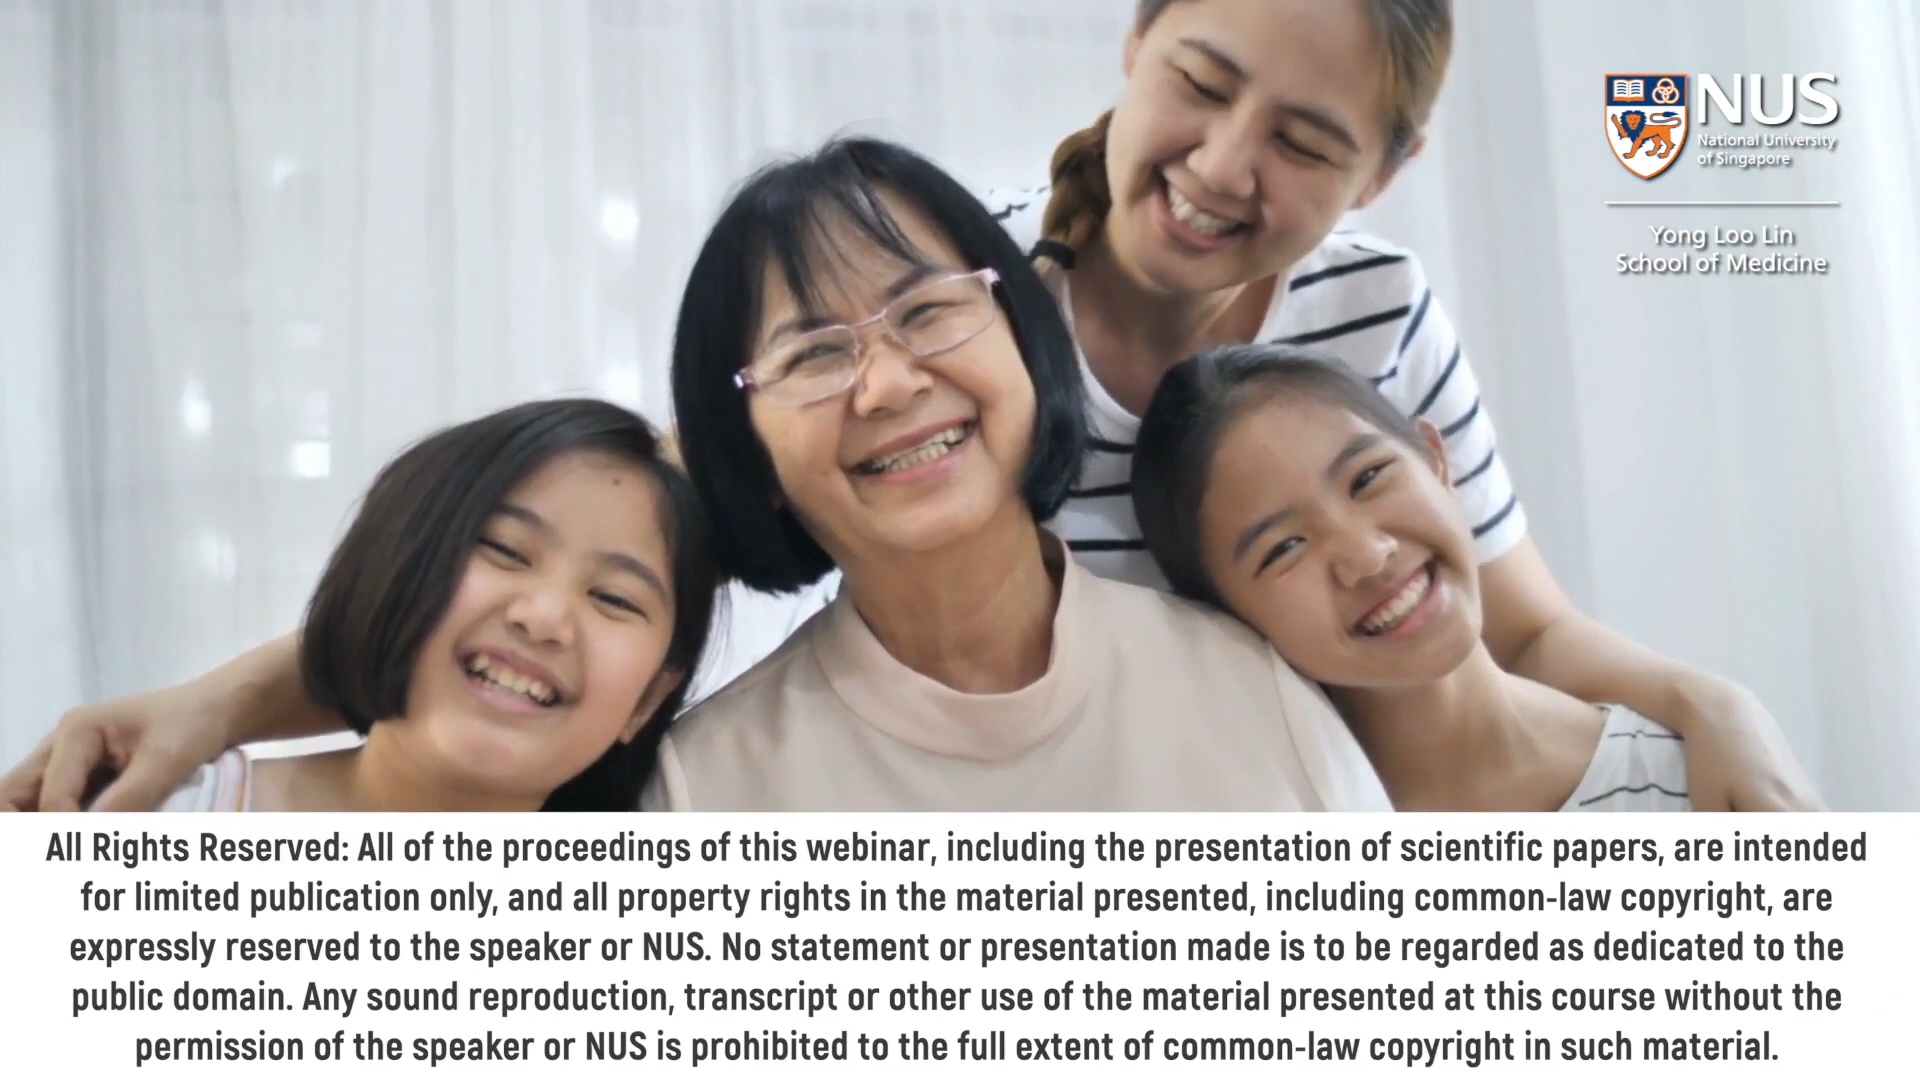 NUS
National University
of Singapore
Yong Loo Lin
School of Medicine
All Rights Reserved: All of the proceedings of this webinar, including the presentation of scientific papers, are intended
for limited publication only, and all property rights in the material presented, including common-law copyright, are
expressly reserved to the speaker or NUS. No statement or presentation made is to be regarded as dedicated to the
public domain. Any sound reproduction, transcript or other use of the material presented at this course without the
permission of the speaker or NUS is prohibited to the full extent of common-law copyright in such material.